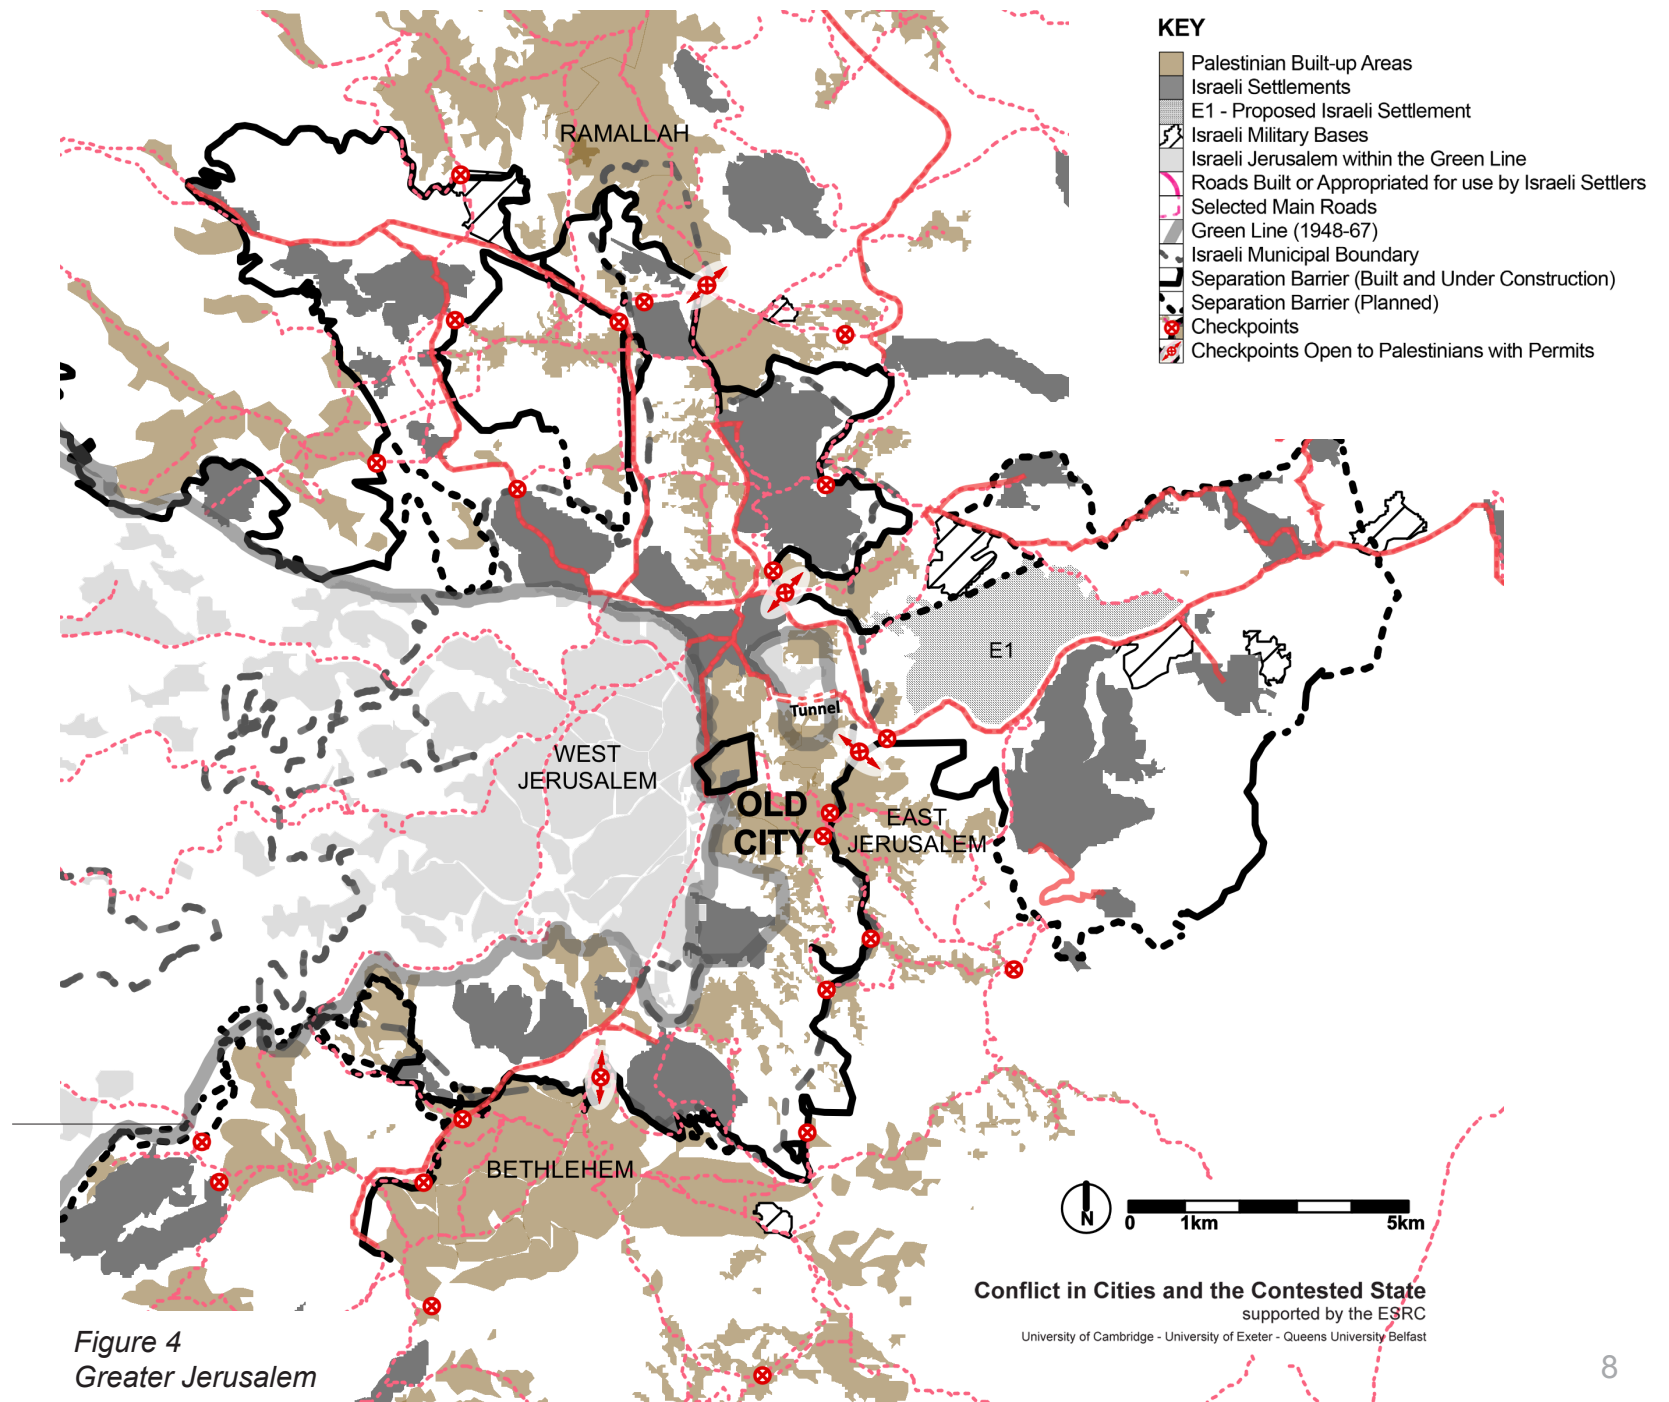 KEY
Palestinian Built-up Areas
Israeli Settlements
E1 - Proposed Israeli Settlement
Israeli Military Bases
Israeli Jerusalem within the Green Line
Roads Built or Appropriated for use by Israeli Settlers
Selected Main Roads
Green Line (1948-67)
Israeli Municipal Boundary
Separation Barrier (Built and Under Construction)
Separation Barrier (Planned)
Checkpoints
Checkpoints Open to Palestinians with Permits
RAMALLAH
E1
Tunnel
WEST
JERUSALEM
OLD
CITY
EAST
JERUSALEM
BETHLEHEM
N
0 1km 5km
Conflict in Cities and the Contested State
supported by the ESRC
University of Cambridge - University of Exeter - Queens University Belfast
Figure 4
Greater Jerusalem
8